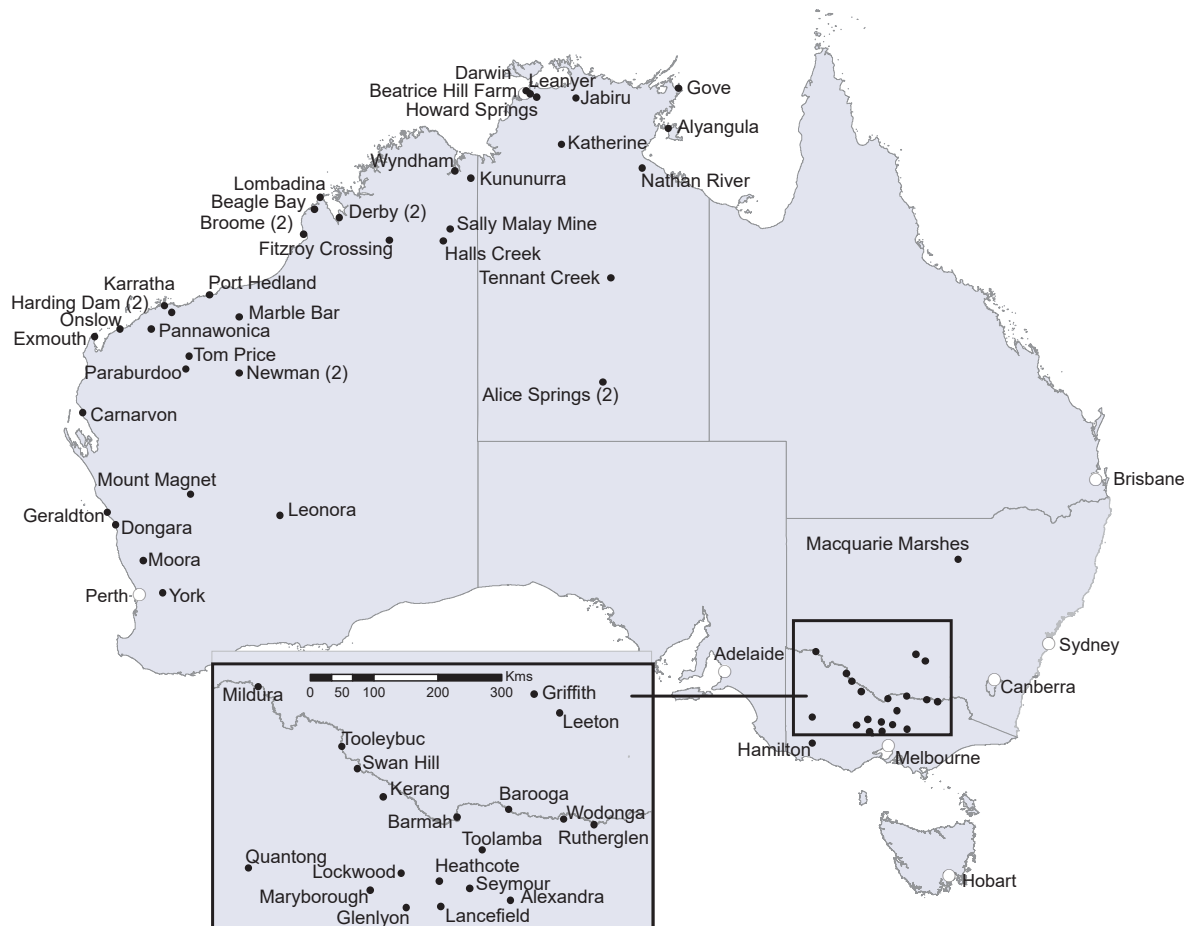 Darwin
Leanyer
Beatrice Hill Farm
Gove
Jabiru
Howard Springs
Alyangula
Katherine
Wyndham
Kununurra
Nathan River
Lombadina
Beagle Bay
Derby (2)
Broome (2)
Sally Malay Mine
Fitzroy Crossing
Halls Creek
Tennant Creek
Karratha
Port Hedland
Harding Dam (2)
Marble Bar
Onslow
Pannawonica
Exmouth
Tom Price
Paraburdoo
Newman (2)
Alice Springs (2)
Carnarvon
Mount Magnet
Brisbane
Geraldton
Leonora
Dongara
Macquarie Marshes
Moora
Perth
York
Sydney
Adelaide
Canberra
Hamilton
Melbourne
Hobart
0 50 100 200 300 Kms
Mildura
Griffith
Leeton
Tooleybuc
Swan Hill
Kerang
Barooga
Barmah
Wodonga
Rutherglen
Toolamba
Quantong
Heathcote
Lockwood
Seymour
Maryborough
Alexandra
Glenlyon
Lancefield